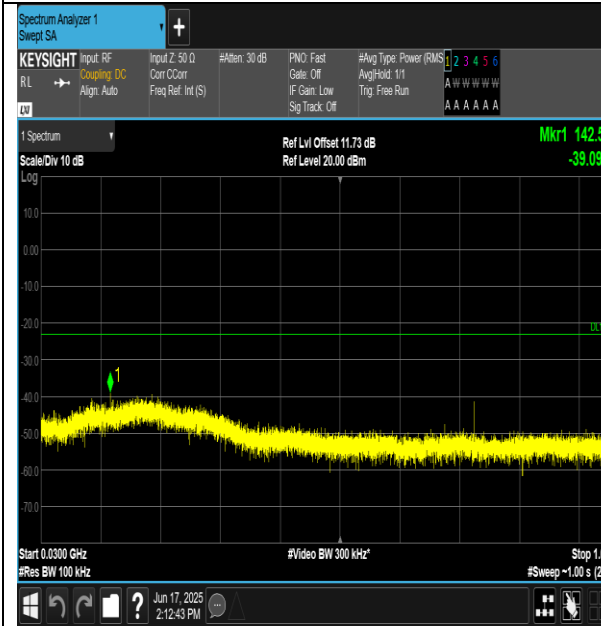 Spectrum Analyzer 1
Swept SA
+
KEYSIGHT Input: RF Input Z: 50 Ω #Atten: 30 dB PNO: Fast #Avg Type: Power (RMS 1 2 3 4 5 6
RL Coupling: DC Corr CCorr Gate: Off Avg|Hold: 1/1 A W W W W W
Align: Auto Freq Ref: Int (S) IF Gain: Low Trig: Free Run
LXI Sig Track: Off A A A A A A
1 Spectrum Ref Lvl Offset 11.73 dB Mkr1 142.5
Scale/Div 10 dB Ref Level 20.00 dBm -39.09
Log
10.0
0.00
-10.0
-20.0
DL1
-30.0
1
-40.0
-50.0
-60.0
-70.0
Start 0.0300 GHz #Video BW 300 kHz* Stop 1.0
#Res BW 100 kHz #Sweep ~1.00 s (2
? Jun 17, 2025
2:12:43 PM